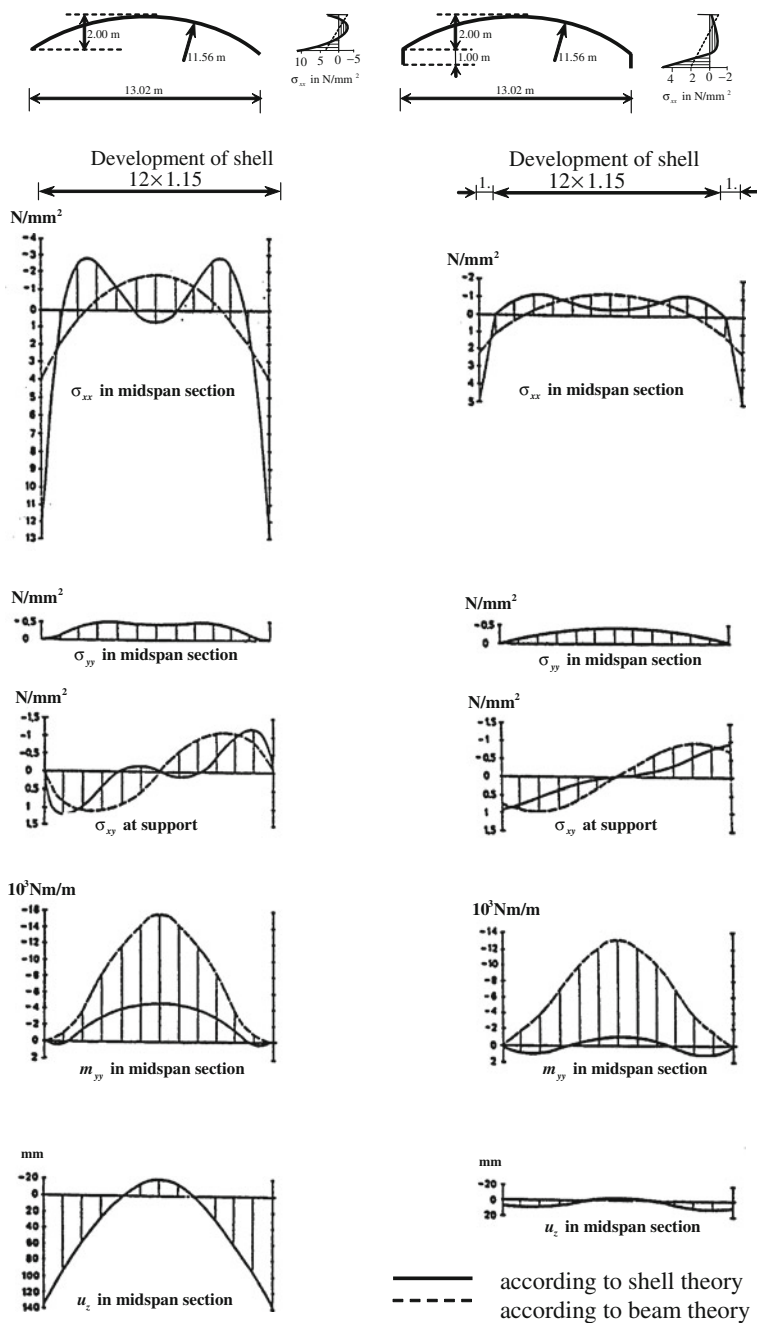 2.00 m
11.56 m
10 5 0 -5
σxx in N/mm²
13.02 m
2.00 m
1.00 m
11.56 m
4 2 0 -2
σxx in N/mm²
13.02 m
Development of shell
12×1.15
N/mm²
-4
-3
-2
-1
0
1
2
3
4
5
6
7
8
9
10
11
12
13
σxx in midspan section
Development of shell
1. 12×1.15 1.
N/mm²
-2
-1
0
1
2
3
4
5
σxx in midspan section
N/mm²
-0.5
0
σyy in midspan section
N/mm²
-0.5
0
σyy in midspan section
N/mm²
-1,5
-1
-0,5
0
0,5
1
1,5
σxy at support
N/mm²
-1.5
-1
-0.5
0
0.5
1
1.5
σxy at support
10³Nm/m
-16
-14
-12
-10
-8
-6
-4
-2
0
2
myy in midspan section
10³Nm/m
-14
-12
-10
-8
-6
-4
-2
0
2
myy in midspan section
mm
-20
0
20
40
60
80
100
120
140
uz in midspan section
mm
-20
0
20
uz in midspan section
according to shell theory
according to beam theory